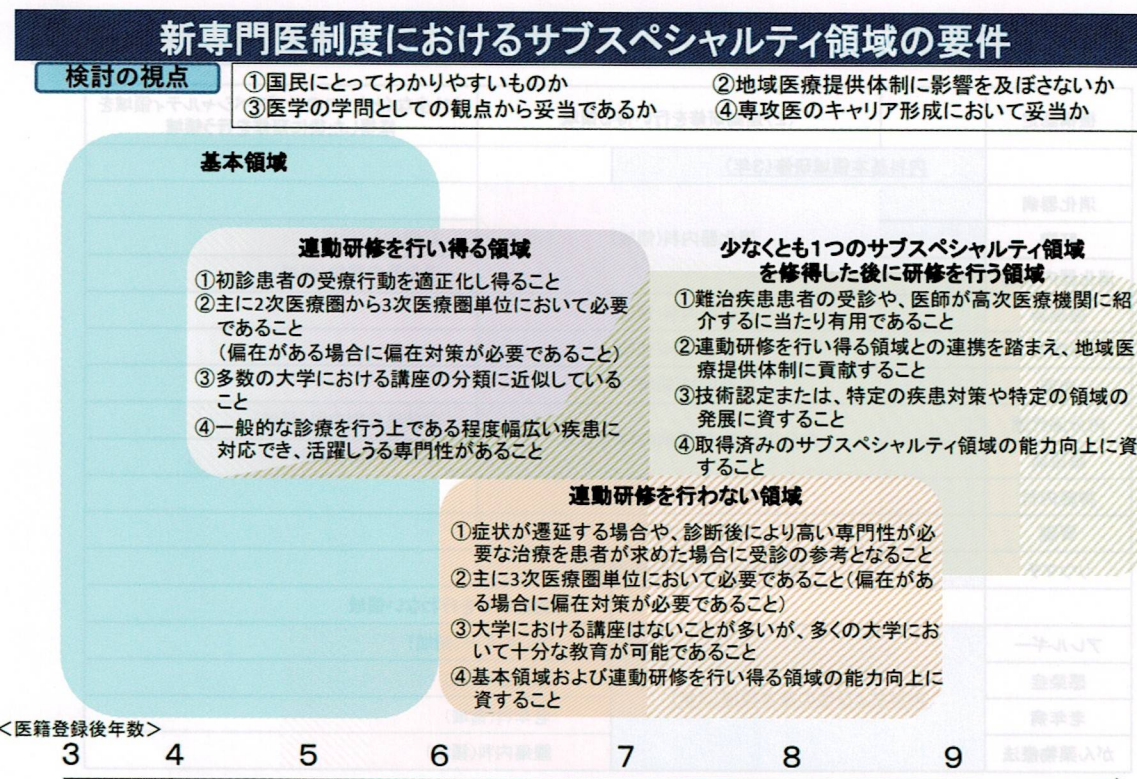 新専門医制度におけるサブスペシャルティ領域の要件
検討の視点
①国民にとってわかりやすいものか
②地域医療提供体制に影響を及ぼさないか
③医学の学問としての観点から妥当であるか
④専攻医のキャリア形成において妥当か
基本領域
連動研修を行い得る領域
①初診患者の受療行動を適正化し得ること
②主に2次医療圏から3次医療圏単位において必要
であること
(偏在がある場合に偏在対策が必要であること)
③多数の大学における講座の分類に近似している
こと
④一般的な診療を行う上である程度幅広い疾患に
対応でき、活躍しうる専門性があること
少なくとも1つのサブスペシャルティ領域
を修得した後に研修を行う領域
①難治疾患患者の受診や、医師が高次医療機関に紹
介するに当たり有用であること
②連動研修を行い得る領域との連携を踏まえ、地域医
療提供体制に貢献すること
③技術認定または、特定の疾患対策や特定の領域の
発展に資すること
④取得済みのサブスペシャルティ領域の能力向上に資
すること
連動研修を行わない領域
①症状が遷延する場合や、診断後により高い専門性が必
要な治療を患者が求めた場合に受診の参考となること
②主に3次医療圏単位において必要であること(偏在があ
る場合に偏在対策が必要であること)
③大学における講座はないことが多いが、多くの大学にお
いて十分な教育が可能であること
④基本領域および連動研修を行い得る領域の能力向上に
資すること
<医籍登録後年数>
3 4 5 6 7 8 9